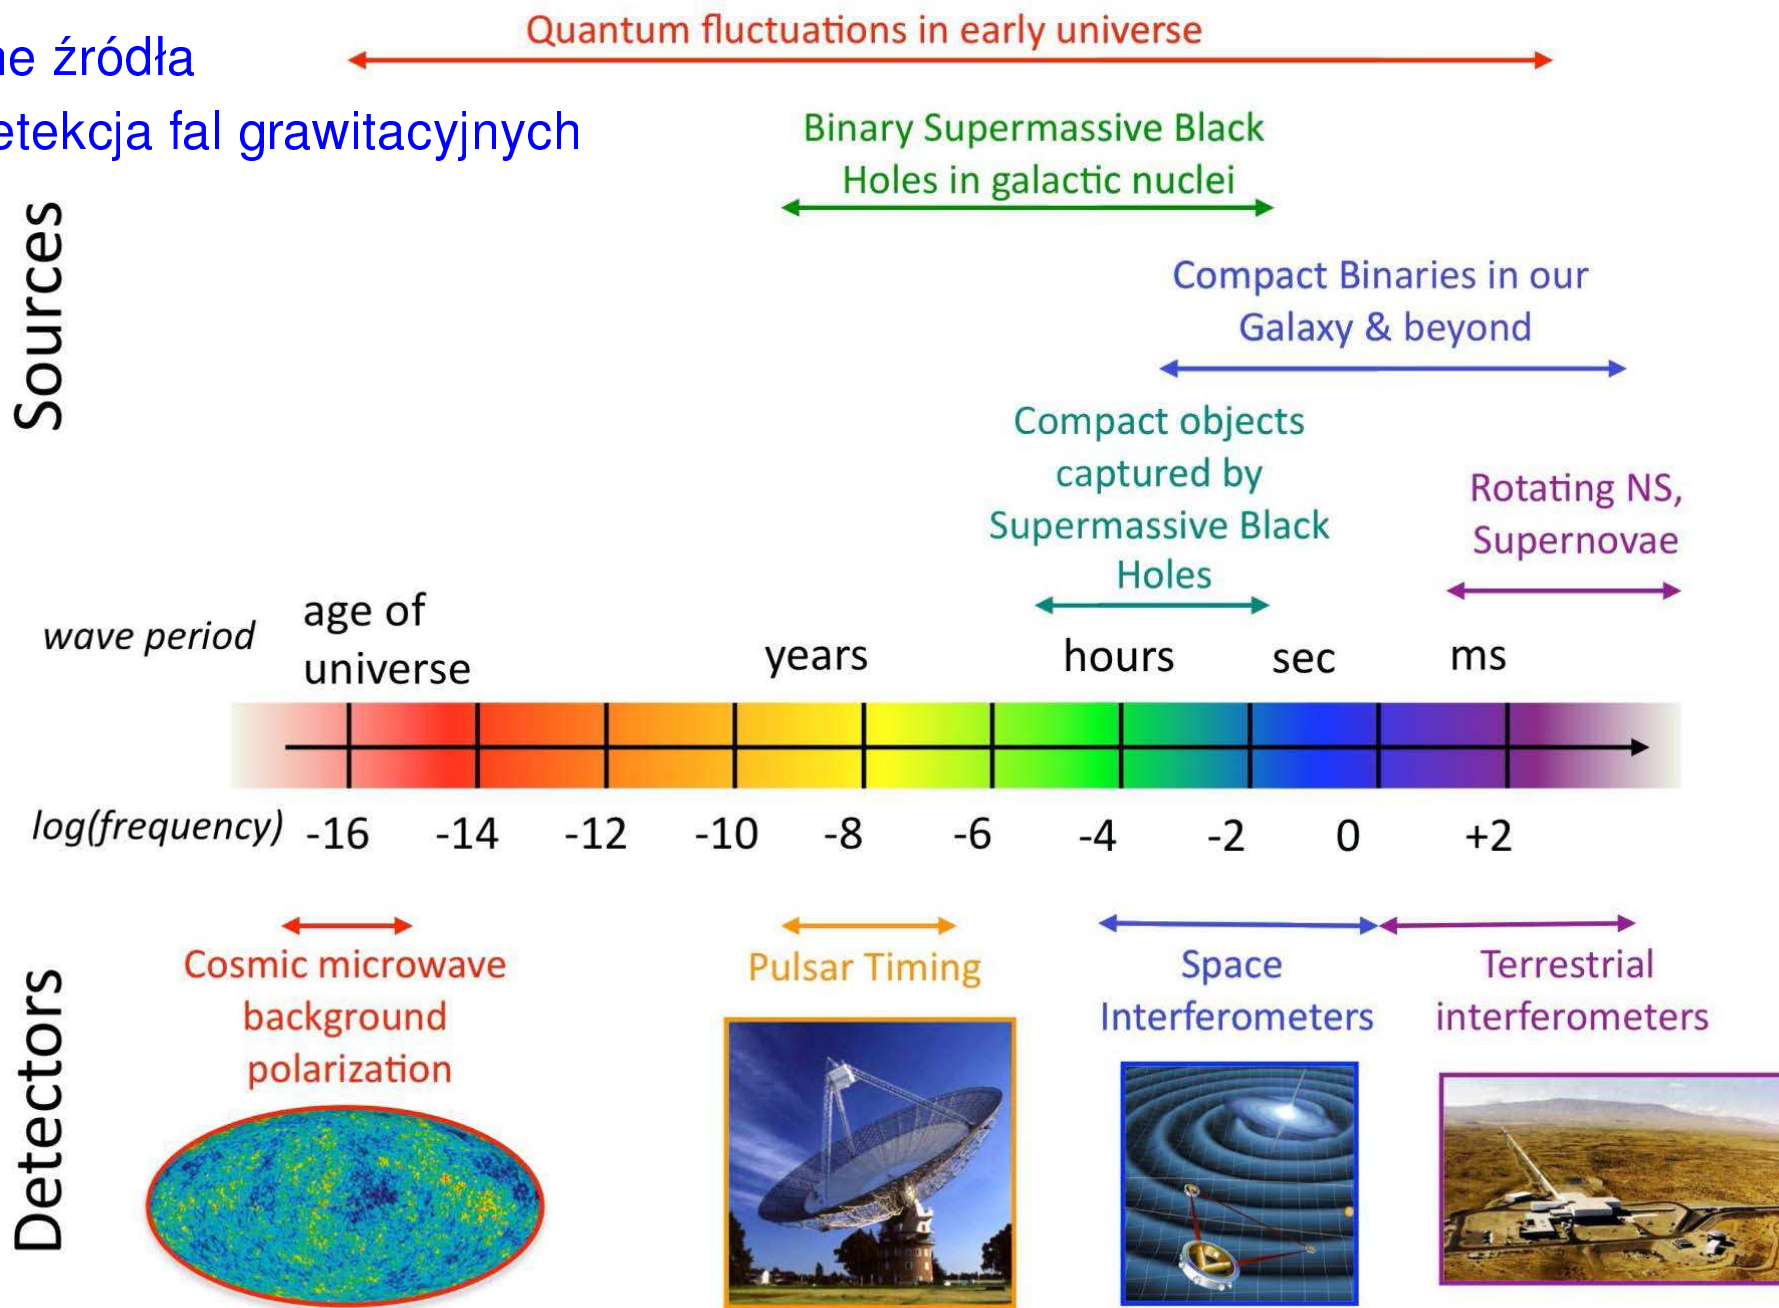 Quantum fluctuations in early universe
ne źródła
etekcja fal grawitacyjnych
Binary Supermassive Black
Holes in galactic nuclei
Sources
Compact Binaries in our
Galaxy & beyond
Compact objects
captured by
Supermassive Black
Holes
Rotating NS,
Supernovae
wave period
age of
universe
years
hours
sec
ms
log(frequency) -16 -14 -12 -10 -8 -6 -4 -2 0 +2
Detectors
Cosmic microwave
background
polarization
Pulsar Timing
Space
Interferometers
Terrestrial
interferometers